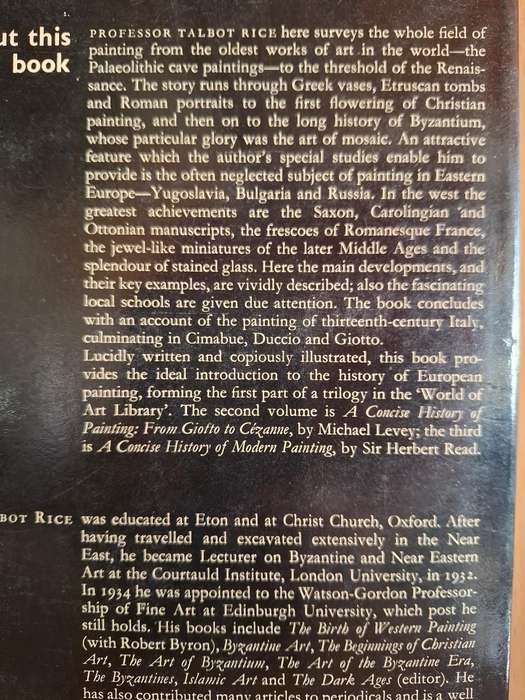 ut this
book
PROFESSOR TALBOT RICE here surveys the whole field of
painting from the oldest works of art in the world—the
Palaeolithic cave paintings—to the threshold of the Renais-
sance. The story runs through Greek vases, Etruscan tombs
and Roman portraits to the first flowering of Christian
painting, and then on to the long history of Byzantium,
whose particular glory was the art of mosaic. An attractive
feature which the author's special studies enable him to
provide is the often neglected subject of painting in Eastern
Europe—Yugoslavia, Bulgaria and Russia. In the west the
greatest achievements are the Saxon, Carolingian and
Ottonian manuscripts, the frescoes of Romanesque France,
the jewel-like miniatures of the later Middle Ages and the
splendour of stained glass. Here the main developments, and
their key examples, are vividly described; also the fascinating
local schools are given due attention. The book concludes
with an account of the painting of thirteenth-century Italy,
culminating in Cimabue, Duccio and Giotto.
Lucidly written and copiously illustrated, this book pro-
vides the ideal introduction to the history of European
painting, forming the first part of a trilogy in the 'World of
Art Library'. The second volume is A Concise History of
Painting: From Giotto to Cézanne, by Michael Levey; the third
is A Concise History of Modern Painting, by Sir Herbert Read.
LBOT RICE was educated at Eton and at Christ Church, Oxford. After
having travelled and excavated extensively in the Near
East, he became Lecturer on Byzantine and Near Eastern
Art at the Courtauld Institute, London University, in 1932.
In 1934 he was appointed to the Watson-Gordon Professor-
ship of Fine Art at Edinburgh University, which post he
still holds. His books include The Birth of Western Painting
(with Robert Byron), Byzantine Art, The Beginnings of Christian
Art, The Art of Byzantium, The Art of the Byzantine Era,
The Byzantines, Islamic Art and The Dark Ages (editor). He
has also contributed many articles to periodicals and is a well